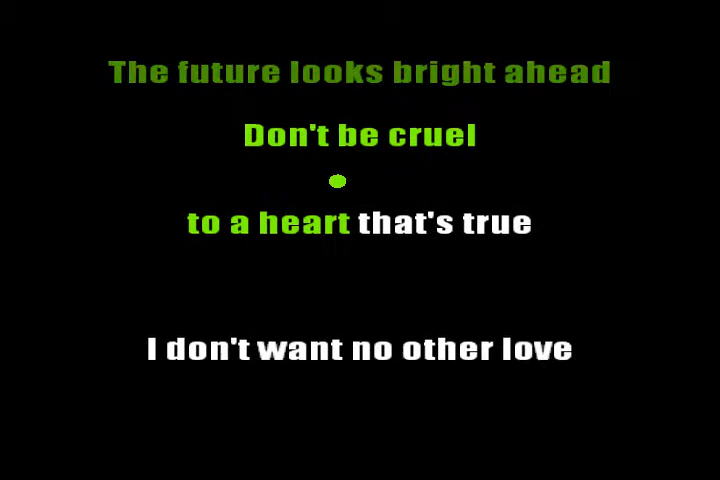 The future looks bright ahead
Don't be cruel
to a heart that's true
I don't want no other love